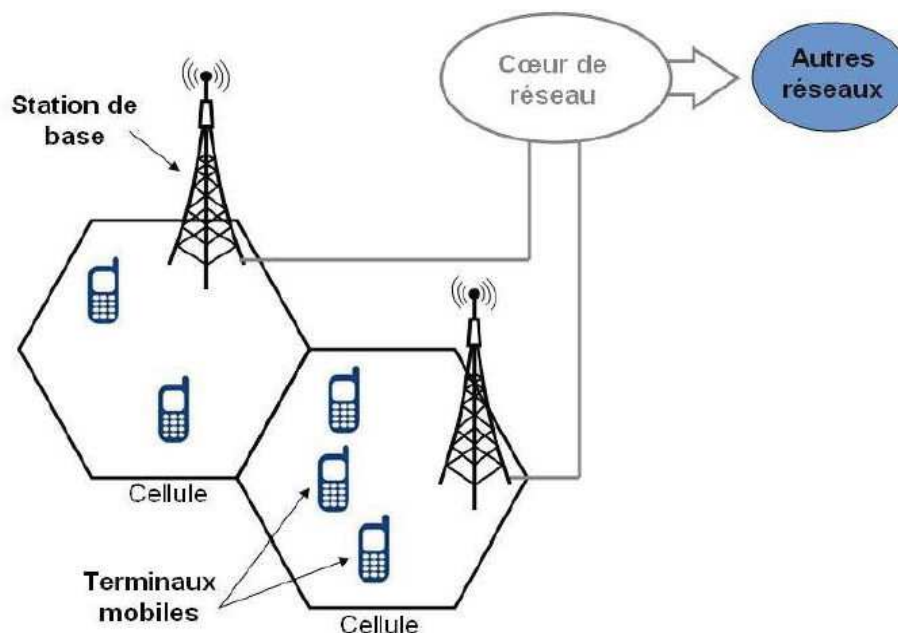 Cœur de
réseau
Autres
réseaux
Station de
base
Cellule
Terminaux
mobiles
Cellule